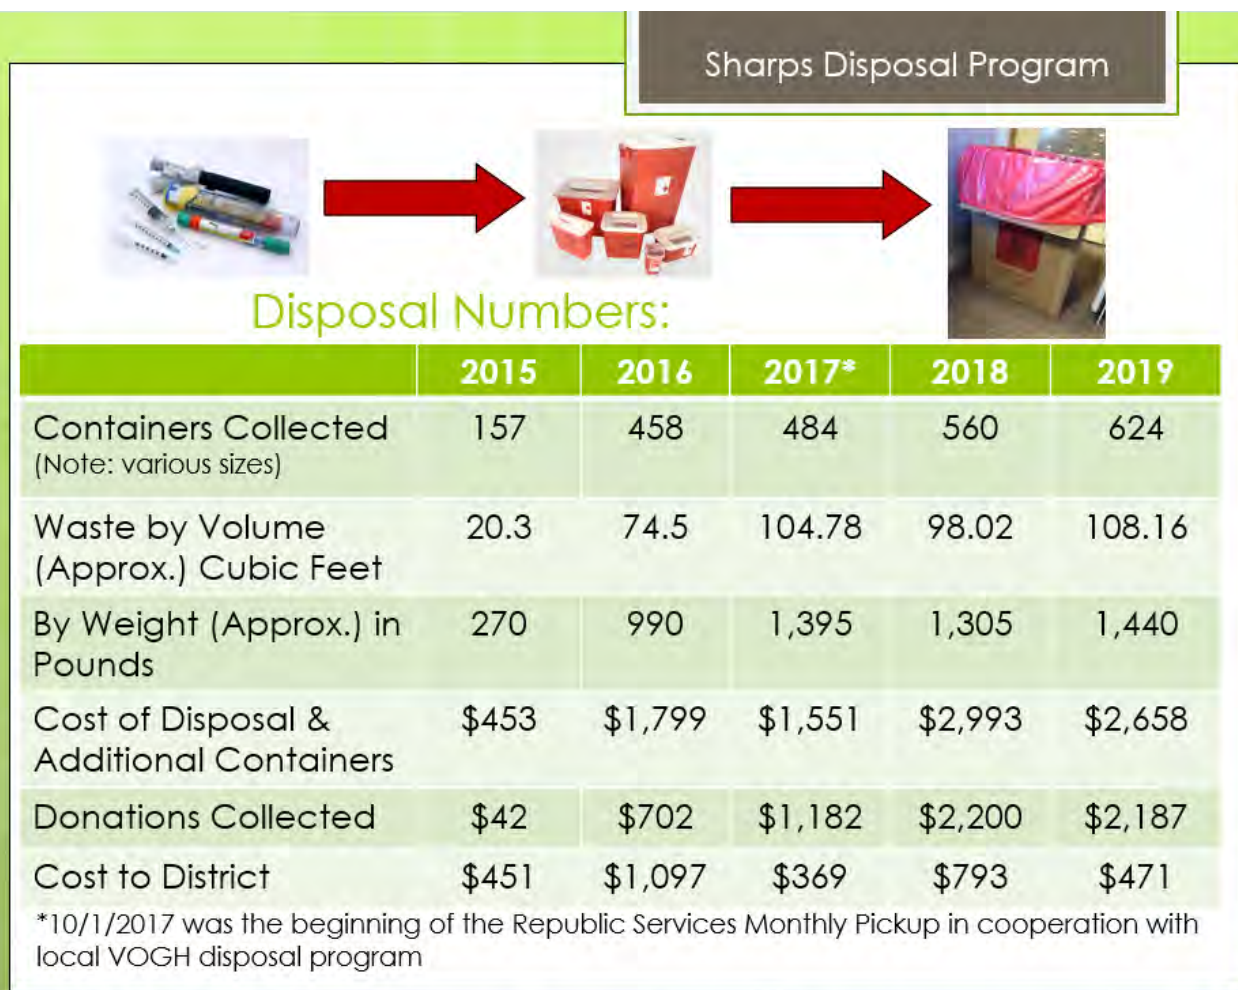 Sharps Disposal Program
Disposal Numbers:
2015 2016 2017* 2018 2019
Containers Collected 157 458 484 560 624
(Note: various sizes)
Waste by Volume 20.3 74.5 104.78 98.02 108.16
(Approx.) Cubic Feet
By Weight (Approx.) in 270 990 1,395 1,305 1,440
Pounds
Cost of Disposal & $453 $1,799 $1,551 $2,993 $2,658
Additional Containers
Donations Collected $42 $702 $1,182 $2,200 $2,187
Cost to District $451 $1,097 $369 $793 $471
*10/1/2017 was the beginning of the Republic Services Monthly Pickup in cooperation with
local VOGH disposal program